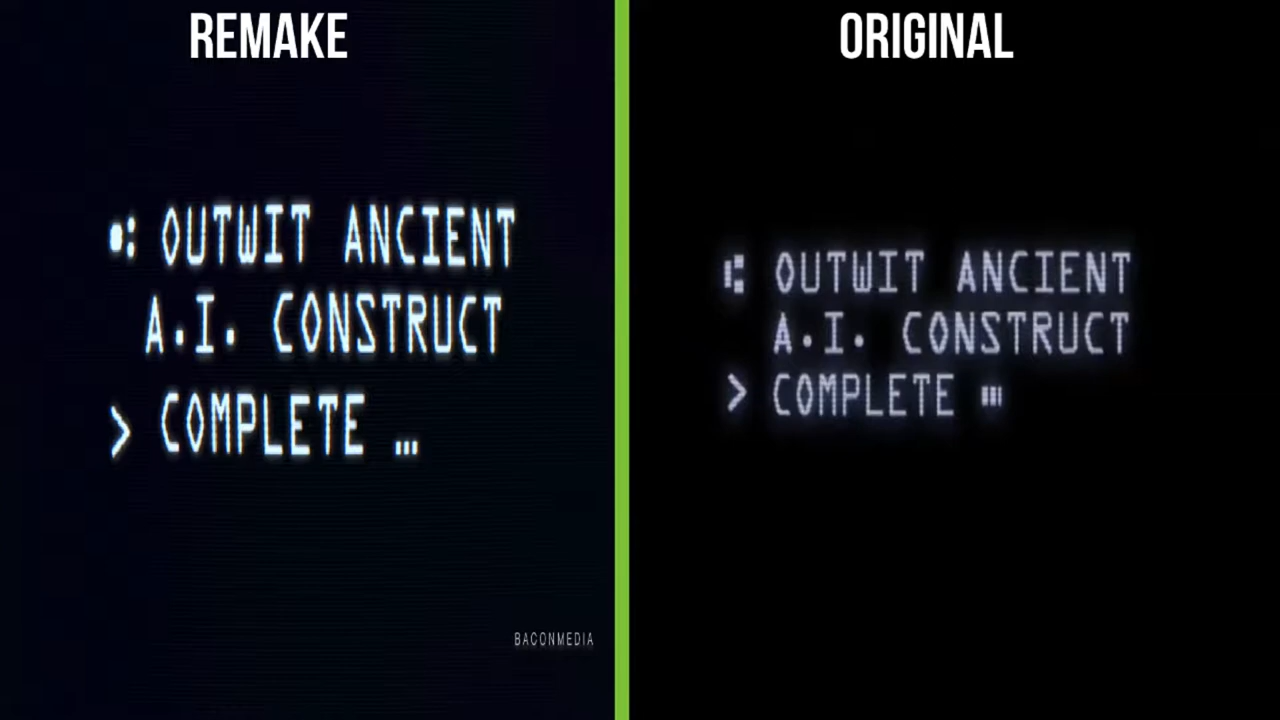 REMAKE
OUTWIT ANCIENT
A.I. CONSTRUCT
> COMPLETE ...
BACONMEDIA
ORIGINAL
OUTWIT ANCIENT
A.I. CONSTRUCT
> COMPLETE ...